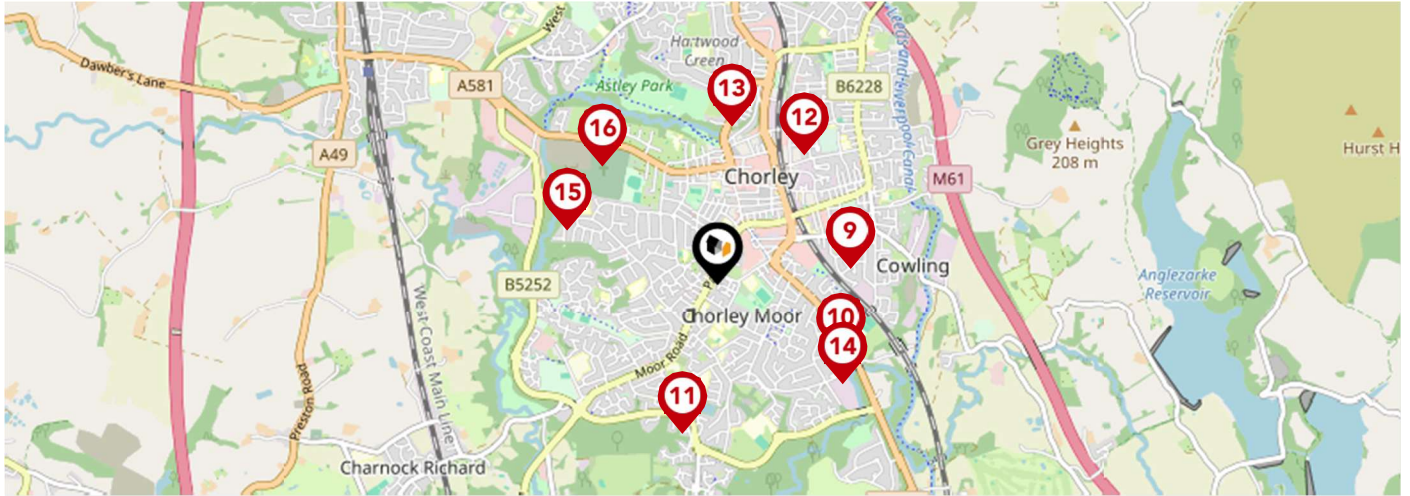 West
Dawber's Lane
A581
Hartwood
Green
Astley Park
13
B6228
Leeds and Liverpool Canal
12
16
A49
Grey Heights
208 m
Hurst H
Chorley
M61
15
9
Cowling
B5252
Anglezarke
Reservoir
P
Chorley Moor
10
14
West Coast Main Line
Moor Road
11
Preston Road
Charnock Richard